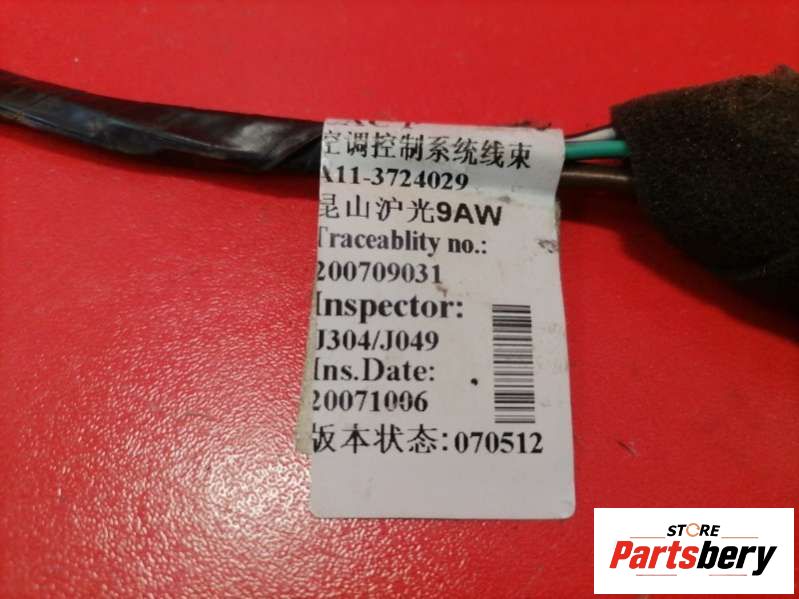 空调控制系统线束
A11-3724029
昆山沪光9AW
Traceablity no.:
200709031
Inspector:
J304/J049
Ins.Date:
20071006
版本状态:070512
STORE
Partsbery